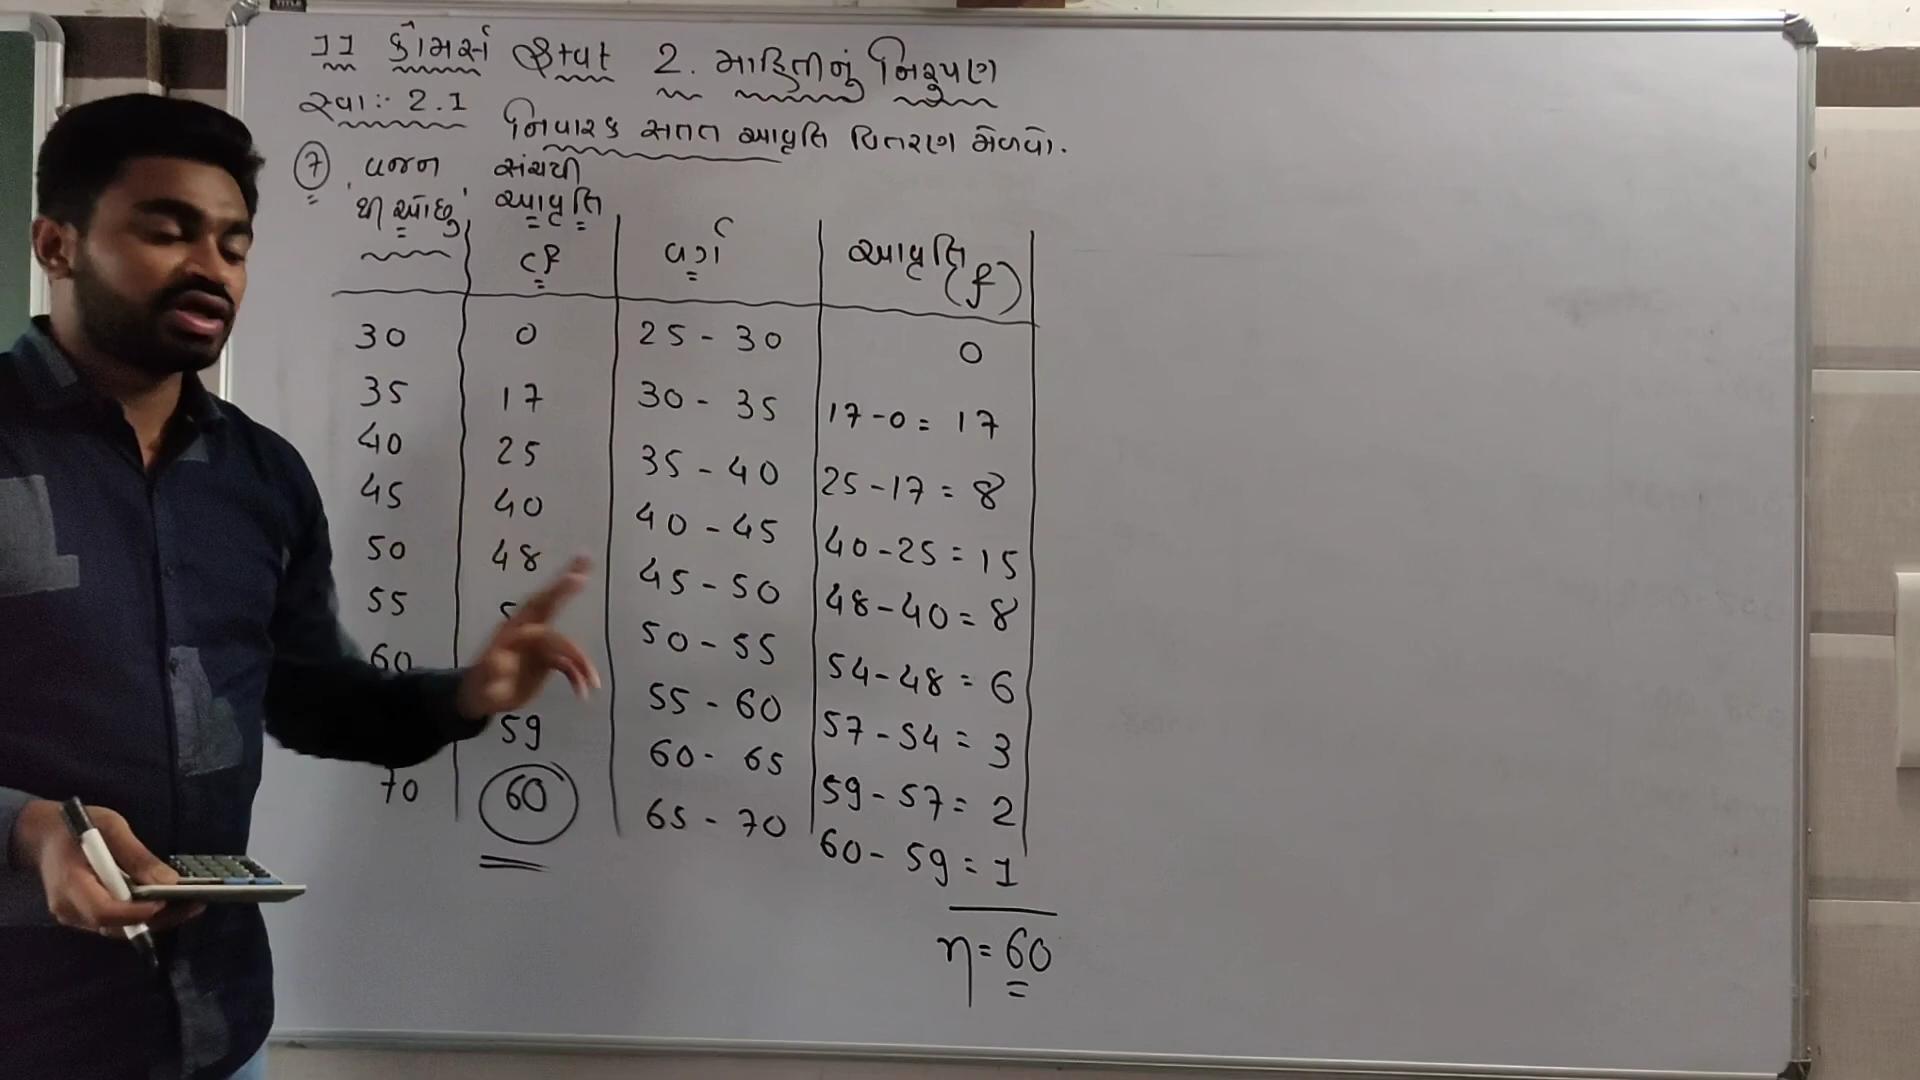 11 કોમર્સ સ્ટેટ 2. માહિતીનું નિરૂપણ
સ્વા:- 2.1 નિવારક સતત આવૃત્તિ વિતરણ મેળવો.
7 વજન સંચયી
'થી ઓછું' આવૃત્તિ
cf વર્ગ આવૃત્તિ (f)
30 0 25 - 30 0
35 17 30 - 35 17 - 0 = 17
40 25 35 - 40 25 - 17 = 8
45 40 40 - 45 40 - 25 = 15
50 48 45 - 50 48 - 40 = 8
55 50 - 55 54 - 48 = 6
60 55 - 60 57 - 54 = 3
59 60 - 65 59 - 57 = 2
70 60 65 - 70 60 - 59 = 1
n = 60